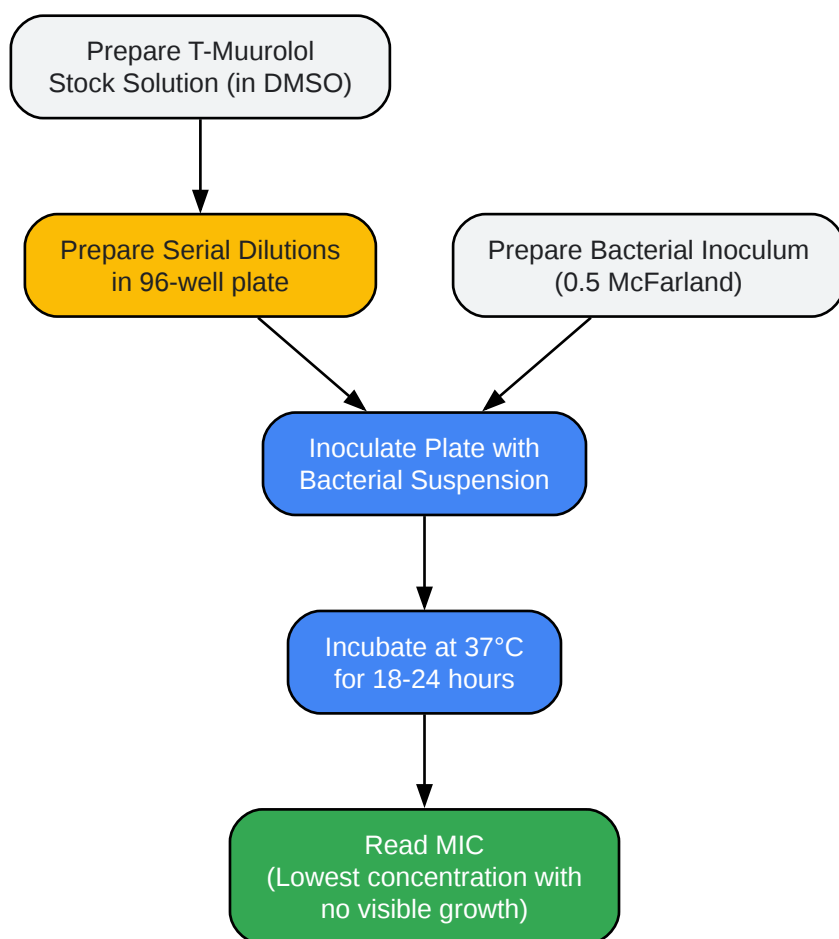 Prepare T-Muurolol
Stock Solution (in DMSO)
Prepare Serial Dilutions
in 96-well plate
Prepare Bacterial Inoculum
(0.5 McFarland)
Inoculate Plate with
Bacterial Suspension
Incubate at 37°C
for 18-24 hours
Read MIC
(Lowest concentration with
no visible growth)